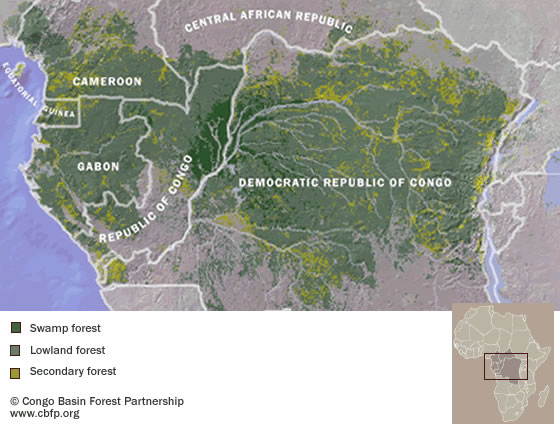 CENTRAL AFRICAN REPUBLIC
CAMEROON
EQUATORIAL GUINEA
GABON
REPUBLIC OF CONGO
DEMOCRATIC REPUBLIC OF CONGO
Swamp forest
Lowland forest
Secondary forest
© Congo Basin Forest Partnership
www.cbfp.org